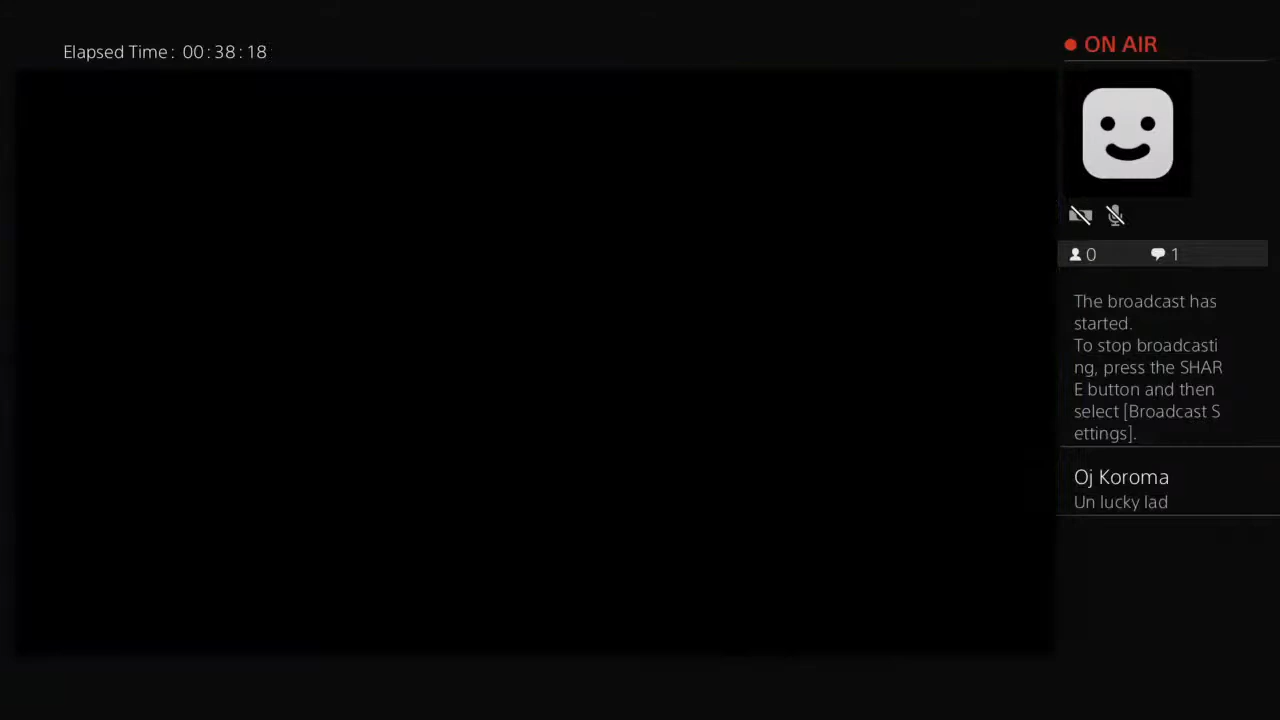 Elapsed Time: 00:38:18
ON AIR
0 1
The broadcast has
started.
To stop broadcasti
ng, press the SHAR
E button and then
select [Broadcast S
ettings].
Oj Koroma
Un lucky lad